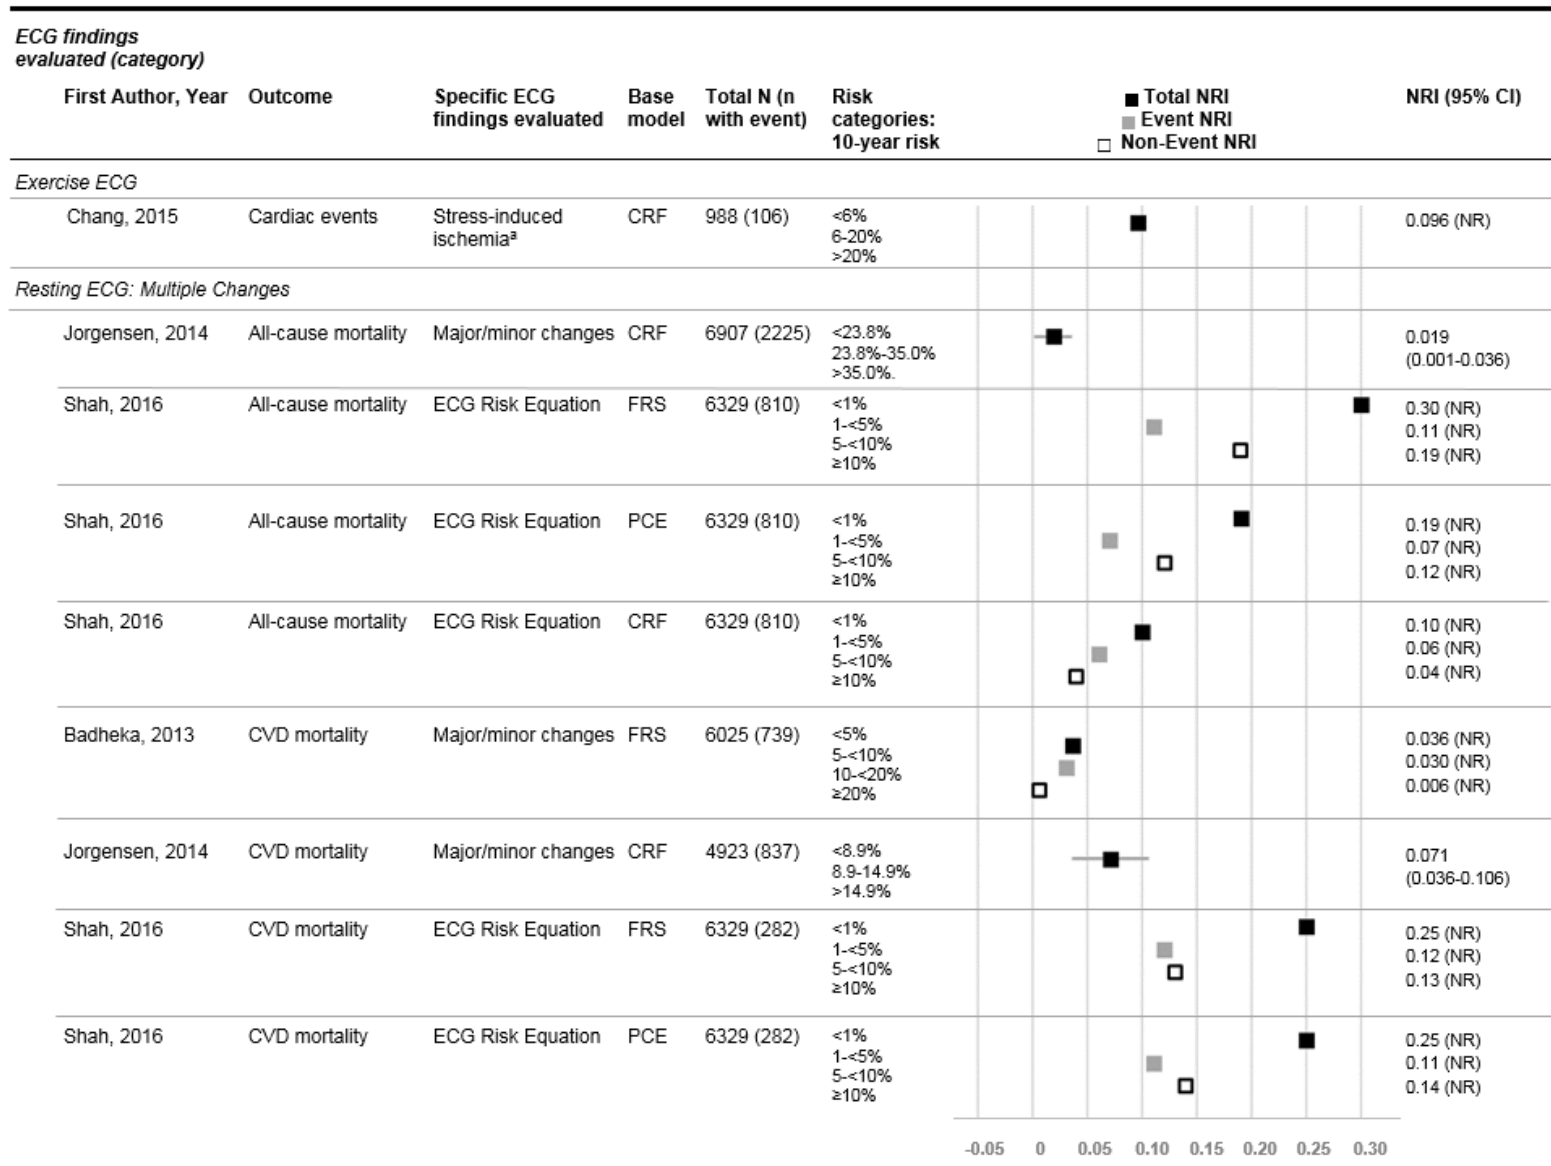 ECG findings
evaluated (category)
First Author, Year Outcome Specific ECG findings evaluated Base model Total N (n with event) Risk categories: 10-year risk ■ Total NRI ■ Event NRI □ Non-Event NRI NRI (95% CI)
Exercise ECG
Chang, 2015 Cardiac events Stress-induced CRF 988 (106) <6% 0.096 (NR)
ischemiaª 6-20%
>20%
Resting ECG: Multiple Changes
Jorgensen, 2014 All-cause mortality Major/minor changes CRF 6907 (2225) <23.8% 0.019
23.8%-35.0% (0.001-0.036)
>35.0%.
Shah, 2016 All-cause mortality ECG Risk Equation FRS 6329 (810) <1% 0.30 (NR)
1-<5% 0.11 (NR)
5-<10% 0.19 (NR)
≥10%
Shah, 2016 All-cause mortality ECG Risk Equation PCE 6329 (810) <1% 0.19 (NR)
1-<5% 0.07 (NR)
5-<10% 0.12 (NR)
≥10%
Shah, 2016 All-cause mortality ECG Risk Equation CRF 6329 (810) <1% 0.10 (NR)
1-<5% 0.06 (NR)
5-<10% 0.04 (NR)
≥10%
Badheka, 2013 CVD mortality Major/minor changes FRS 6025 (739) <5% 0.036 (NR)
5-<10% 0.030 (NR)
10-<20% 0.006 (NR)
≥20%
Jorgensen, 2014 CVD mortality Major/minor changes CRF 4923 (837) <8.9% 0.071
8.9-14.9% (0.036-0.106)
>14.9%
Shah, 2016 CVD mortality ECG Risk Equation FRS 6329 (282) <1% 0.25 (NR)
1-<5% 0.12 (NR)
5-<10% 0.13 (NR)
≥10%
Shah, 2016 CVD mortality ECG Risk Equation PCE 6329 (282) <1% 0.25 (NR)
1-<5% 0.11 (NR)
5-<10% 0.14 (NR)
≥10%
-0.05 0 0.05 0.10 0.15 0.20 0.25 0.30